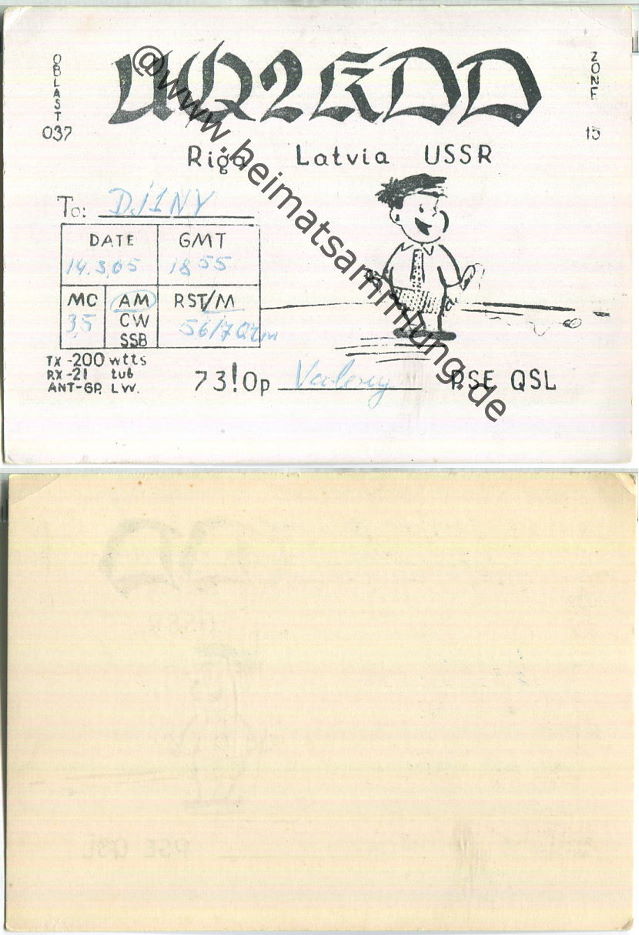 UQ2KDD
OBLAST
037
ZONE
15
Riga Latvia USSR
To: DJ1NY
DATE GMT
14.3.65 1855
MC AM RST/M
35 CW 56/7
SSB
TX-200 wtts
RX-21 tub
ANT-GP, LW.
73! Op Valery PSE QSL
@www.heimatsammlung.de